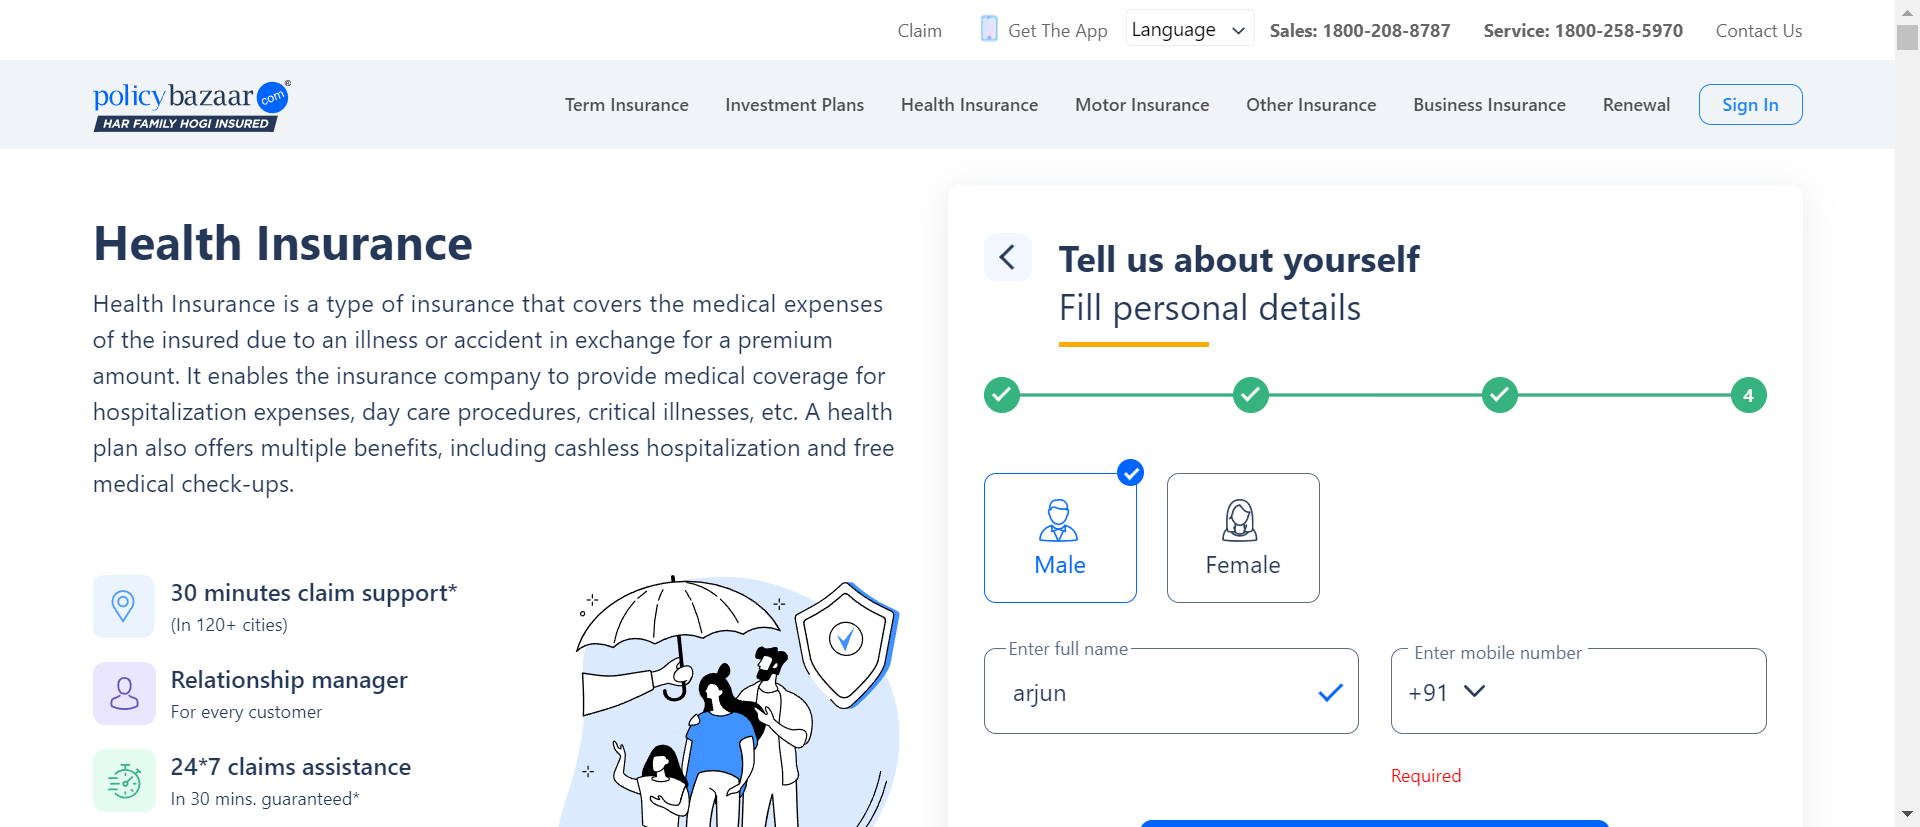 Claim
Get The App
Language
Sales: 1800-208-8787
Service: 1800-258-5970
Contact Us
policybazaar.com®
HAR FAMILY HOGI INSURED
Term Insurance
Investment Plans
Health Insurance
Motor Insurance
Other Insurance
Business Insurance
Renewal
Sign In
Health Insurance
Health Insurance is a type of insurance that covers the medical expenses
of the insured due to an illness or accident in exchange for a premium
amount. It enables the insurance company to provide medical coverage for
hospitalization expenses, day care procedures, critical illnesses, etc. A health
plan also offers multiple benefits, including cashless hospitalization and free
medical check-ups.
30 minutes claim support*
(In 120+ cities)
Relationship manager
For every customer
24*7 claims assistance
In 30 mins. guaranteed*
Tell us about yourself
Fill personal details
4
Male
Female
Enter full name
arjun
Enter mobile number
+91
Required